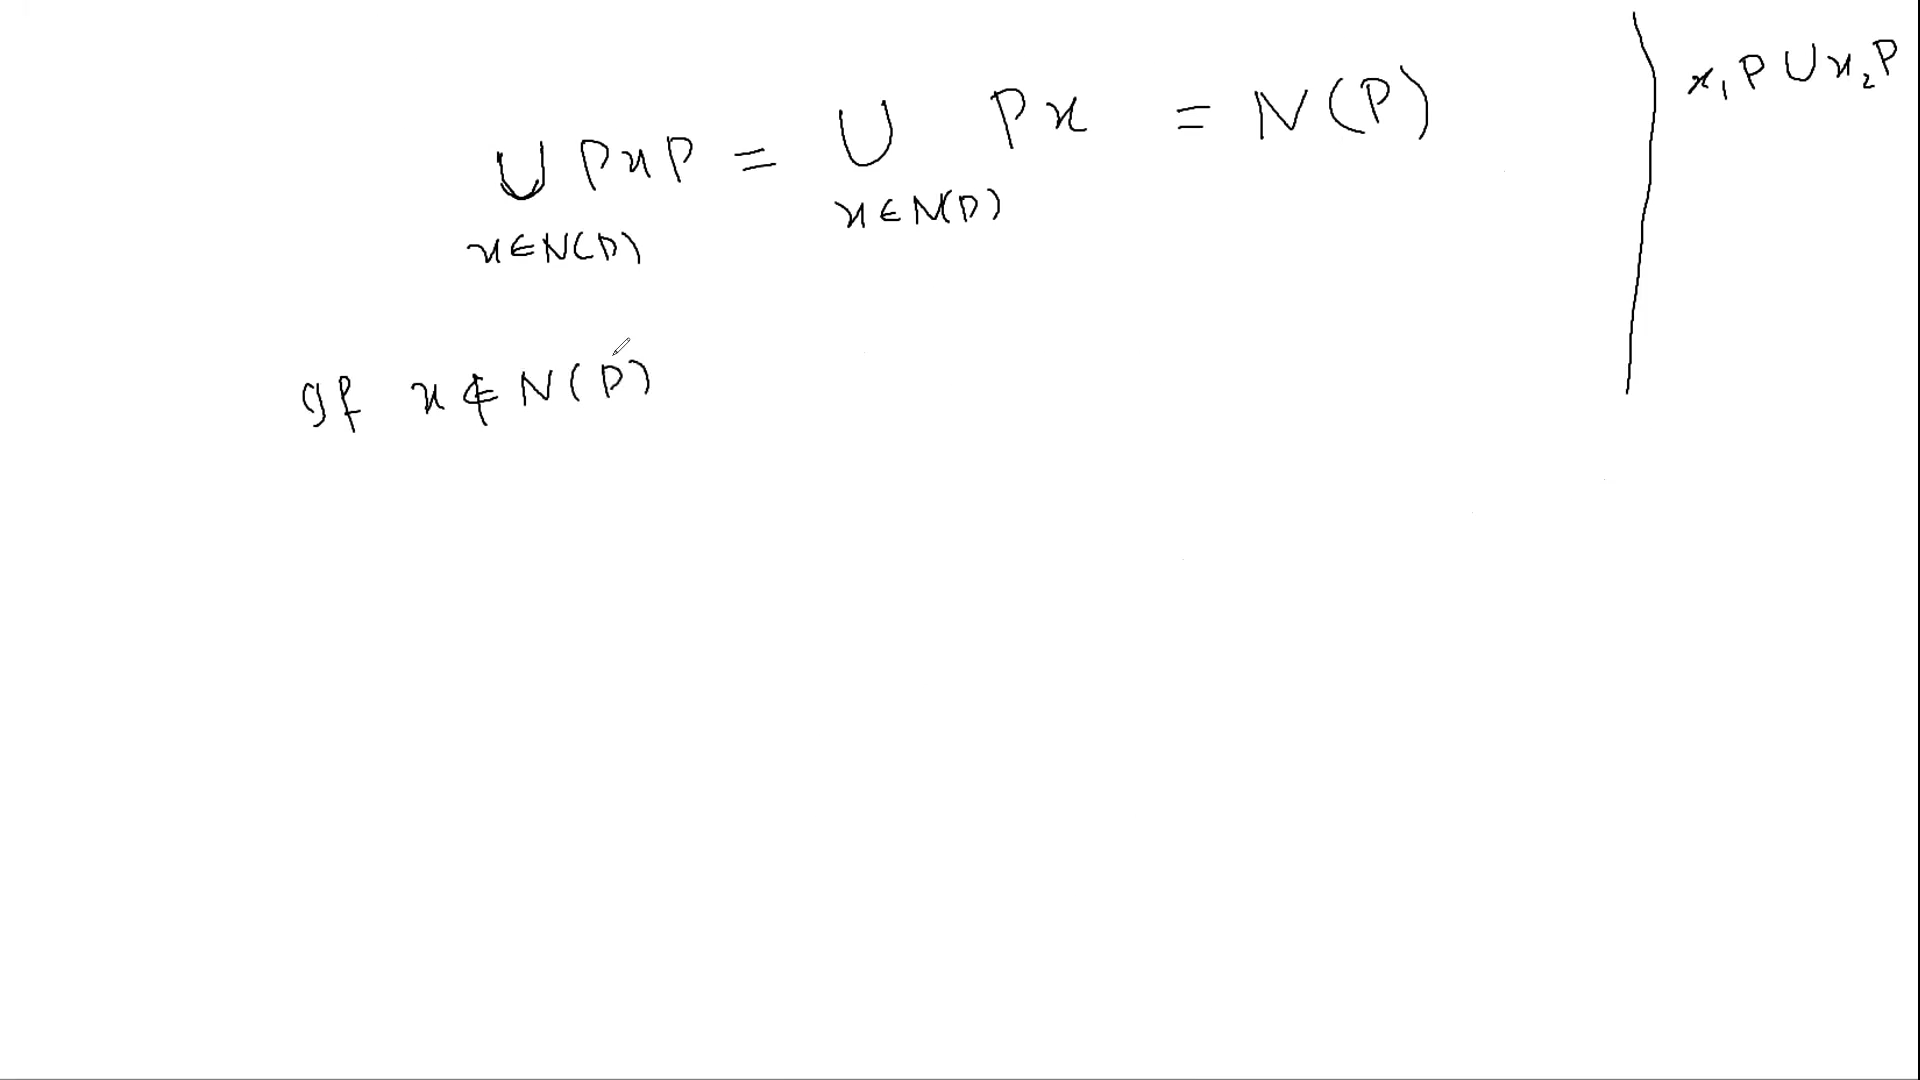 ∪ PxP = ∪ Px = N(P)
x∈N(P) x∈N(P)
x₁P ∪ x₂P
If x∉N(P)